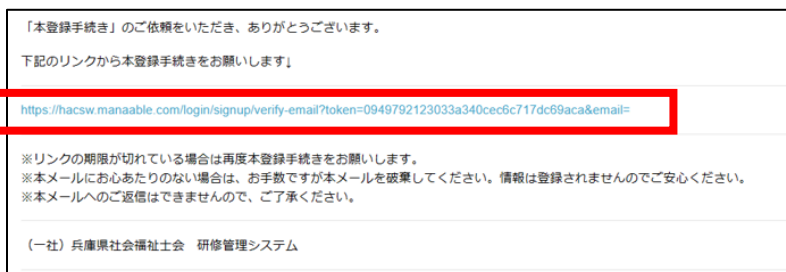 「本登録手続き」のご依頼をいただき、ありがとうございます。
下記のリンクから本登録手続きをお願いします↓
https://hacsw.manaable.com/login/signup/verify-email?token=0949792123033a340cec6c717dc69aca&email=
※リンクの期限が切れている場合は再度本登録手続きをお願いします。
※本メールにお心あたりのない場合は、お手数ですが本メールを破棄してください。情報は登録されませんのでご安心ください。
※本メールへのご返信はできませんので、ご了承ください。
（一社）兵庫県社会福祉士会　研修管理システム